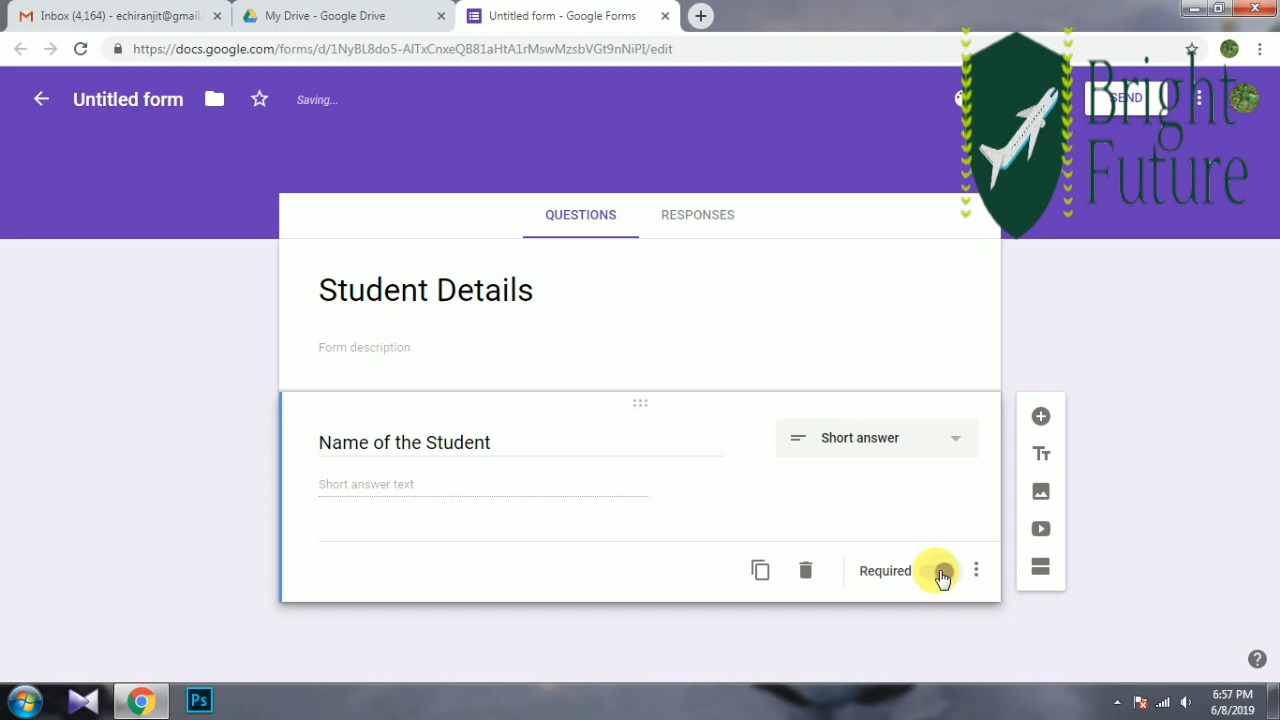 Inbox (4,164) - echiranjit@gmail
My Drive - Google Drive
Untitled form - Google Forms
https://docs.google.com/forms/d/1NyBL8do5-AITxCnxeQB81aHtA1rMswMzsbVGt9nNiPI/edit
Untitled form
Saving...
SEND
Bright
Future
QUESTIONS
RESPONSES
Student Details
Form description
Name of the Student
Short answer
Short answer text
Required
Ps
6:57 PM
6/8/2019